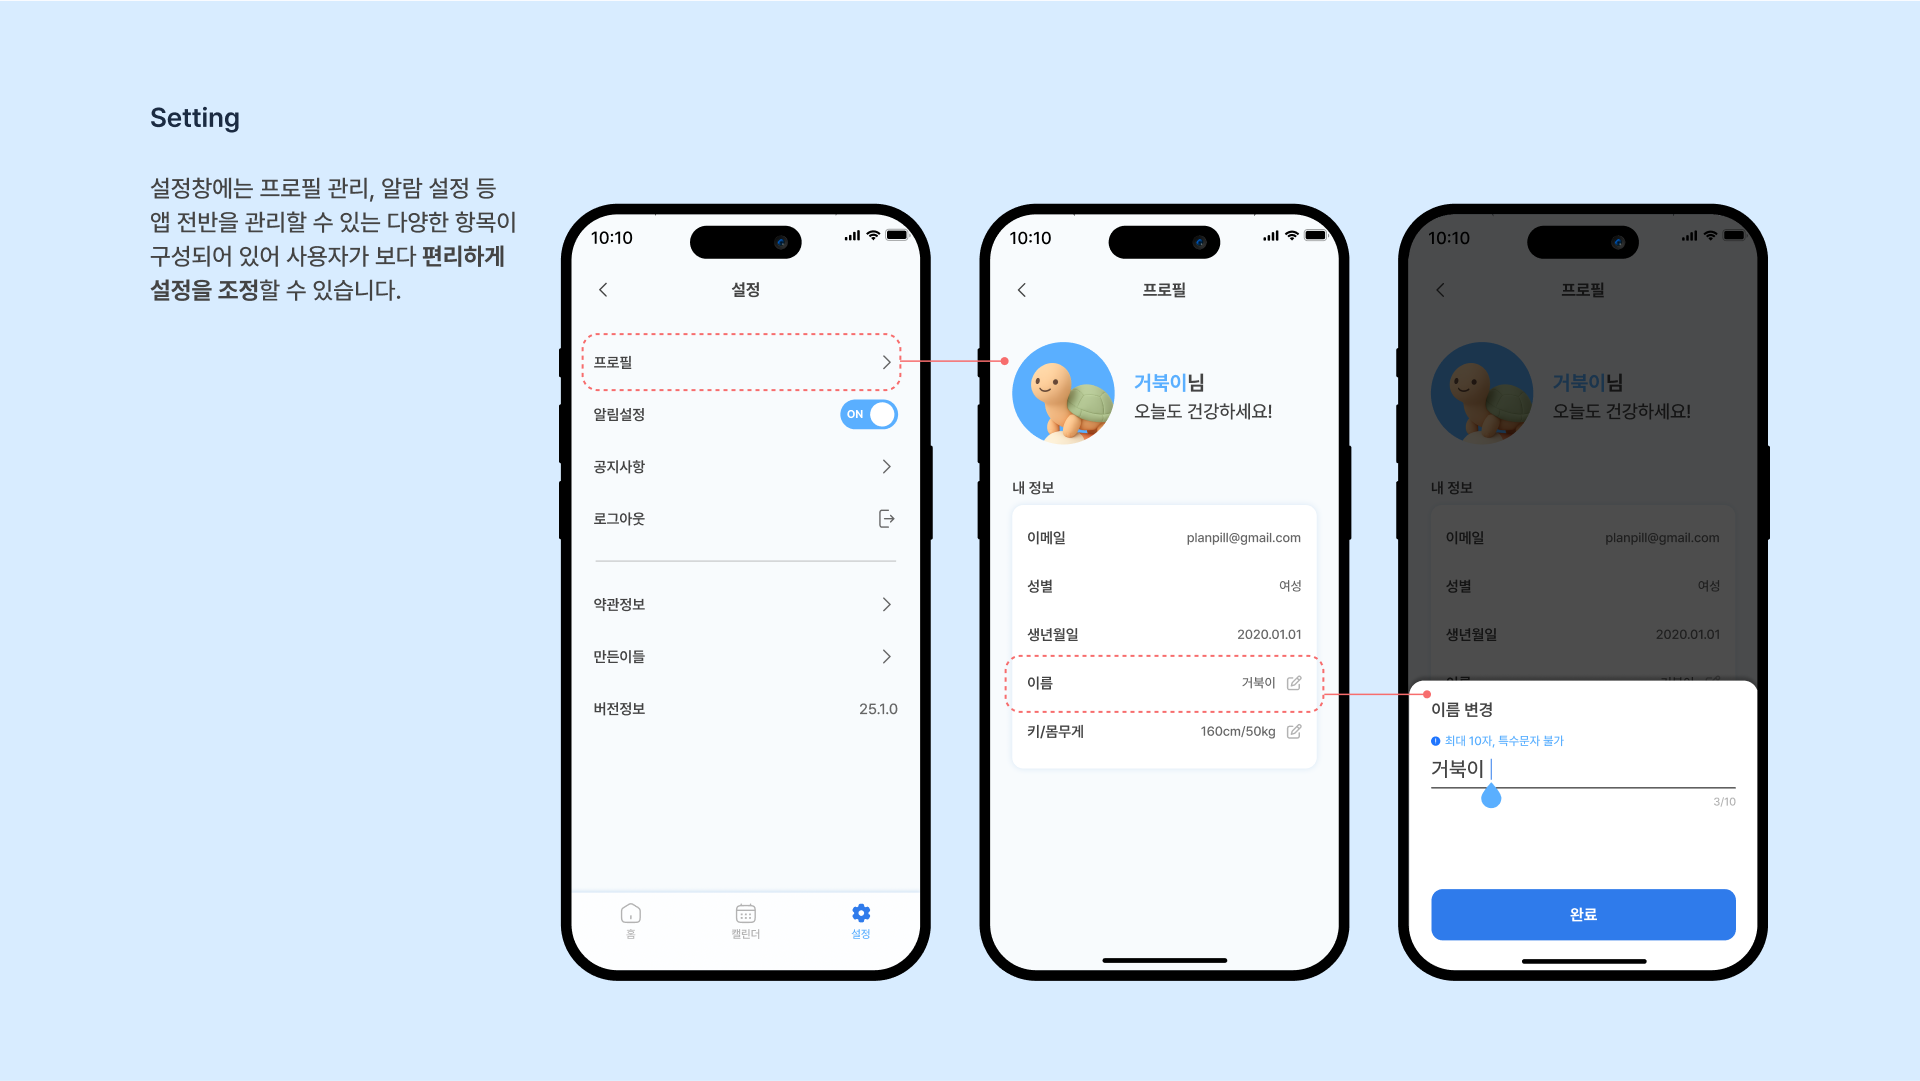 Setting
설정창에는 프로필 관리, 알람 설정 등
앱 전반을 관리할 수 있는 다양한 항목이
구성되어 있어 사용자가 보다 편리하게
설정을 조정할 수 있습니다.
10:10
설정
프로필
알림설정
ON
공지사항
로그아웃
약관정보
만든이들
버전정보 25.1.0
홈 캘린더 설정
10:10
프로필
거북이님
오늘도 건강하세요!
내 정보
이메일 planpill@gmail.com
성별 여성
생년월일 2020.01.01
이름 거북이
키/몸무게 160cm/50kg
10:10
프로필
거북이님
오늘도 건강하세요!
내 정보
이메일 planpill@gmail.com
성별 여성
생년월일 2020.01.01
이름 변경
최대 10자, 특수문자 불가
거북이
3/10
완료